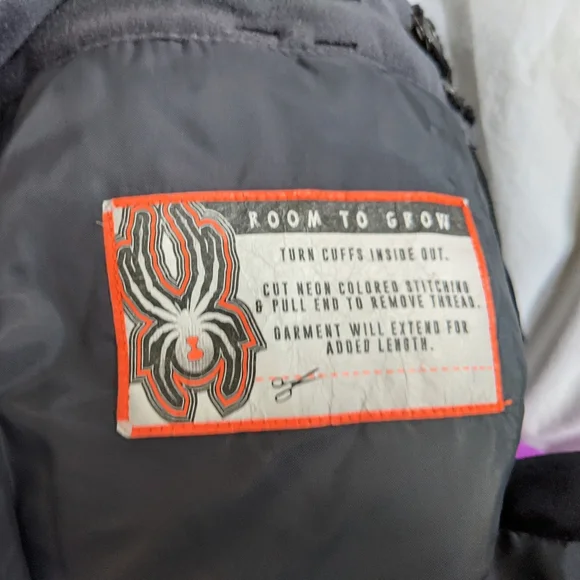 ROOM TO GROW
TURN CUFFS INSIDE OUT.
CUT NEON COLORED STITCHING
& PULL END TO REMOVE THREAD.
GARMENT WILL EXTEND FOR
ADDED LENGTH.